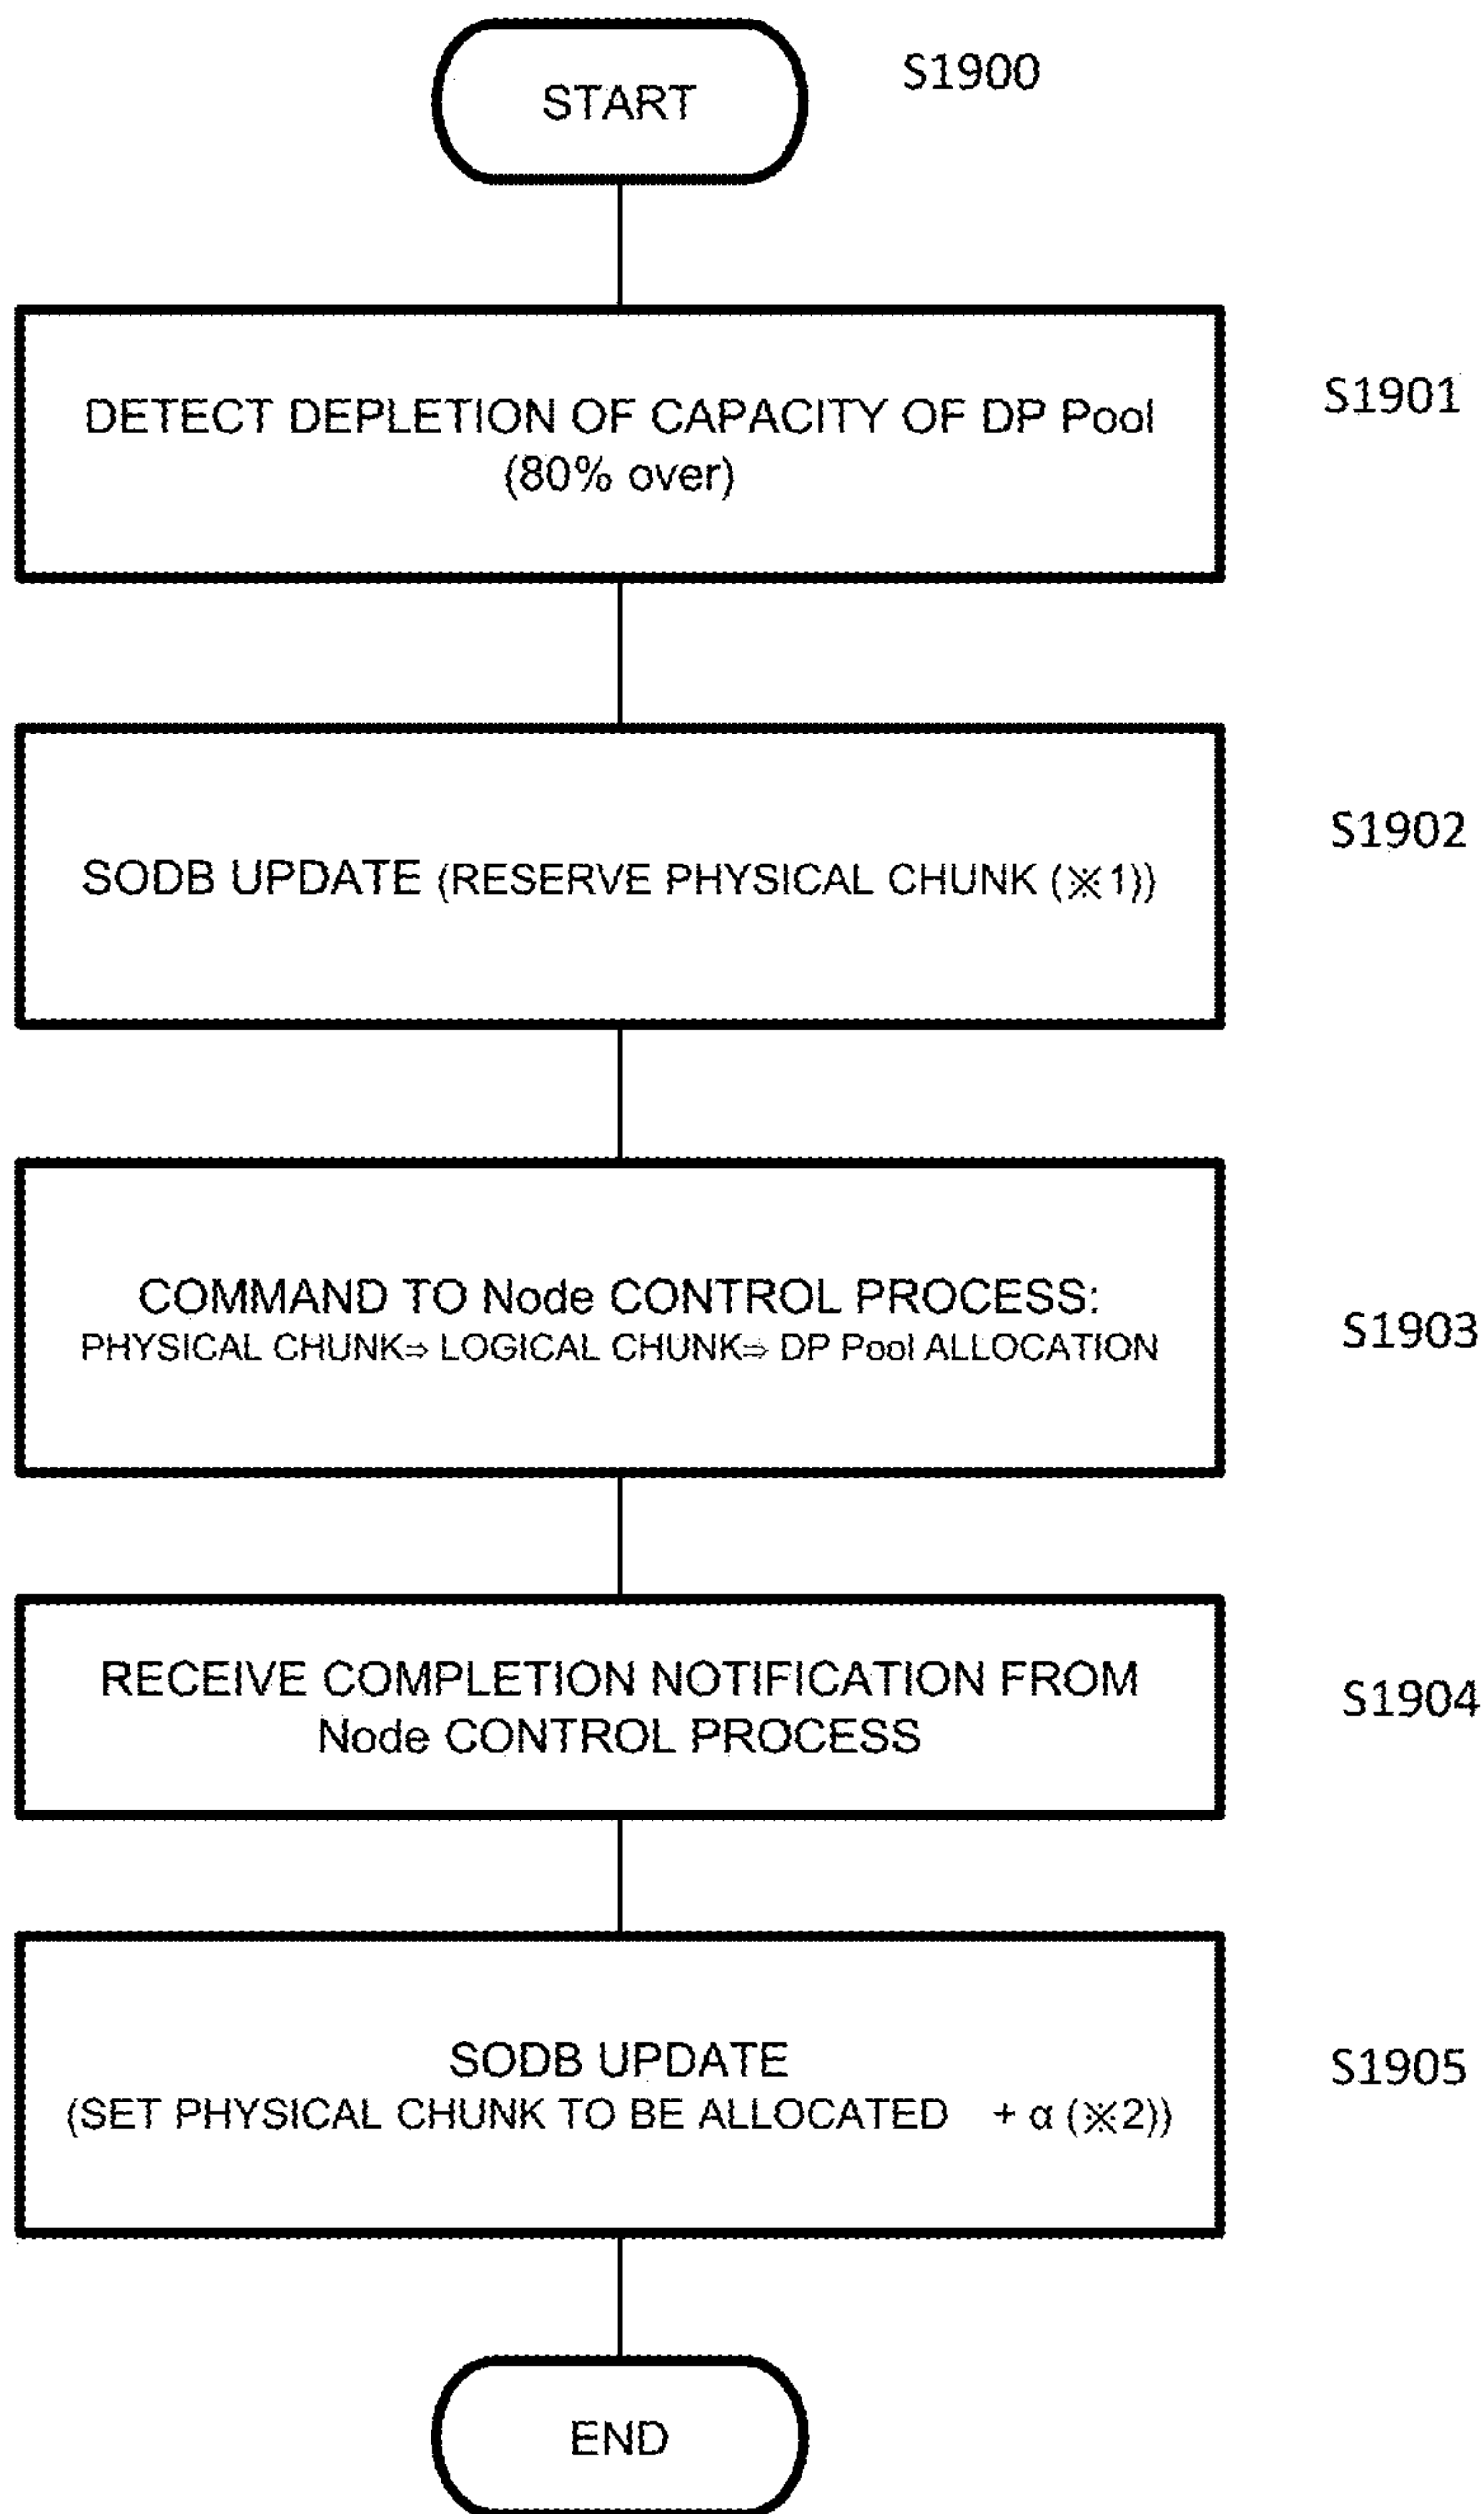 START
S1900
DETECT DEPLETION OF CAPACITY OF DP Pool
(80% over)
S1901
SODB UPDATE (RESERVE PHYSICAL CHUNK (※1))
S1902
COMMAND TO Node CONTROL PROCESS:
PHYSICAL CHUNK⇒ LOGICAL CHUNK⇒ DP Pool ALLOCATION
S1903
RECEIVE COMPLETION NOTIFICATION FROM
Node CONTROL PROCESS
S1904
SODB UPDATE
(SET PHYSICAL CHUNK TO BE ALLOCATED + α (※2))
S1905
END